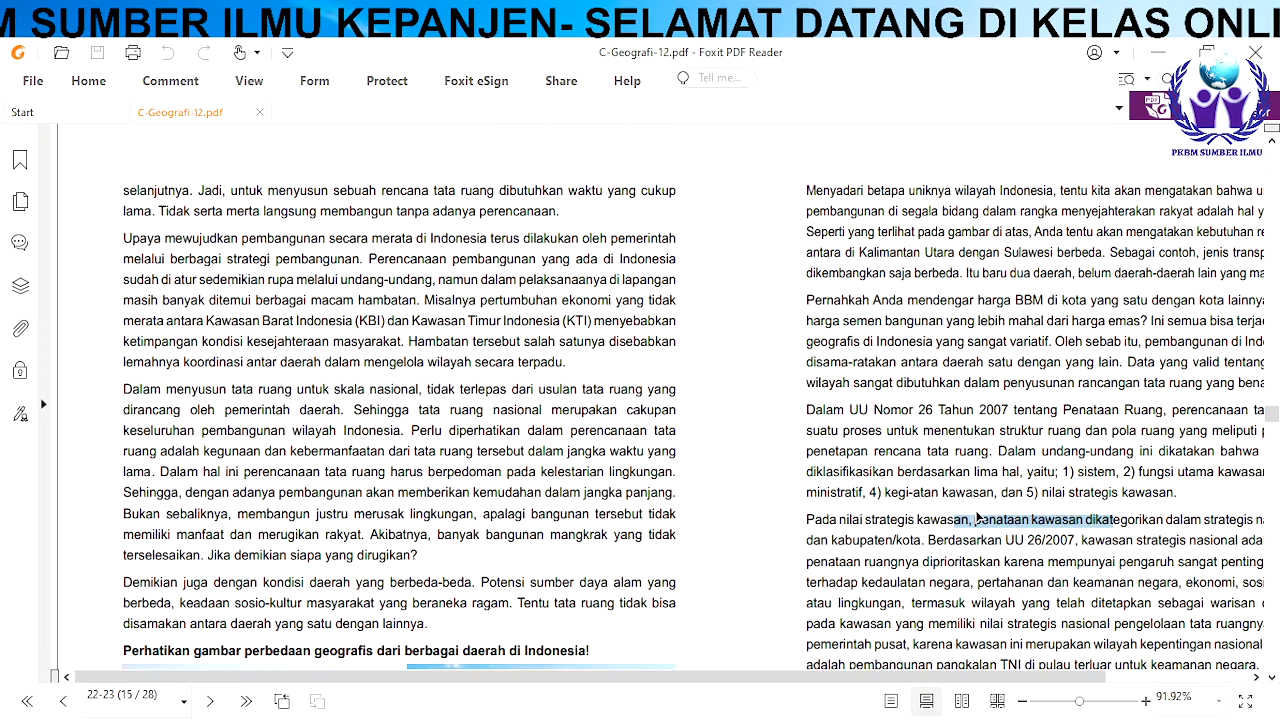 M SUMBER ILMU KEPANJEN- SELAMAT DATANG DI KELAS ONLI
C-Geografi-12.pdf - Foxit PDF Reader
File Home Comment View Form Protect Foxit eSign Share Help Tell me...
Start C-Geografi-12.pdf
PDF
PKBM SUMBER ILMU
selanjutnya. Jadi, untuk menyusun sebuah rencana tata ruang dibutuhkan waktu yang cukup
lama. Tidak serta merta langsung membangun tanpa adanya perencanaan.
Upaya mewujudkan pembangunan secara merata di Indonesia terus dilakukan oleh pemerintah
melalui berbagai strategi pembangunan. Perencanaan pembangunan yang ada di Indonesia
sudah di atur sedemikian rupa melalui undang-undang, namun dalam pelaksanaanya di lapangan
masih banyak ditemui berbagai macam hambatan. Misalnya pertumbuhan ekonomi yang tidak
merata antara Kawasan Barat Indonesia (KBI) dan Kawasan Timur Indonesia (KTI) menyebabkan
ketimpangan kondisi kesejahteraan masyarakat. Hambatan tersebut salah satunya disebabkan
lemahnya koordinasi antar daerah dalam mengelola wilayah secara terpadu.
Dalam menyusun tata ruang untuk skala nasional, tidak terlepas dari usulan tata ruang yang
dirancang oleh pemerintah daerah. Sehingga tata ruang nasional merupakan cakupan
keseluruhan pembangunan wilayah Indonesia. Perlu diperhatikan dalam perencanaan tata
ruang adalah kegunaan dan kebermanfaatan dari tata ruang tersebut dalam jangka waktu yang
lama. Dalam hal ini perencanaan tata ruang harus berpedoman pada kelestarian lingkungan.
Sehingga, dengan adanya pembangunan akan memberikan kemudahan dalam jangka panjang.
Bukan sebaliknya, membangun justru merusak lingkungan, apalagi bangunan tersebut tidak
memiliki manfaat dan merugikan rakyat. Akibatnya, banyak bangunan mangkrak yang tidak
terselesaikan. Jika demikian siapa yang dirugikan?
Demikian juga dengan kondisi daerah yang berbeda-beda. Potensi sumber daya alam yang
berbeda, keadaan sosio-kultur masyarakat yang beraneka ragam. Tentu tata ruang tidak bisa
disamakan antara daerah yang satu dengan lainnya.
Perhatikan gambar perbedaan geografis dari berbagai daerah di Indonesia!
Menyadari betapa uniknya wilayah Indonesia, tentu kita akan mengatakan bahwa u
pembangunan di segala bidang dalam rangka menyejahterakan rakyat adalah hal y
Seperti yang terlihat pada gambar di atas, Anda tentu akan mengatakan kebutuhan re
antara di Kalimantan Utara dengan Sulawesi berbeda. Sebagai contoh, jenis transp
dikembangkan saja berbeda. Itu baru dua daerah, belum daerah-daerah lain yang ma
Pernahkah Anda mendengar harga BBM di kota yang satu dengan kota lainny
harga semen bangunan yang lebih mahal dari harga emas? Ini semua bisa terja
geografis di Indonesia yang sangat variatif. Oleh sebab itu, pembangunan di Ind
disama-ratakan antara daerah satu dengan yang lain. Data yang valid tentang
wilayah sangat dibutuhkan dalam penyusunan rancangan tata ruang yang bena
Dalam UU Nomor 26 Tahun 2007 tentang Penataan Ruang, perencanaan ta
suatu proses untuk menentukan struktur ruang dan pola ruang yang meliputi p
penetapan rencana tata ruang. Dalam undang-undang ini dikatakan bahwa
diklasifikasikan berdasarkan lima hal, yaitu; 1) sistem, 2) fungsi utama kawasa
ministratif, 4) kegi-atan kawasan, dan 5) nilai strategis kawasan.
Pada nilai strategis kawasan, penataan kawasan dikategorikan dalam strategis na
dan kabupaten/kota. Berdasarkan UU 26/2007, kawasan strategis nasional ada
penataan ruangnya diprioritaskan karena mempunyai pengaruh sangat penting
terhadap kedaulatan negara, pertahanan dan keamanan negara, ekonomi, sosi
atau lingkungan, termasuk wilayah yang telah ditetapkan sebagai warisan d
pada kawasan yang memiliki nilai strategis nasional pengelolaan tata ruangny
pemerintah pusat, karena kawasan ini merupakan wilayah kepentingan nasional
adalah pembangunan pangkalan TNI di pulau terluar untuk keamanan negara.
22-23 (15 / 28) 91.92%